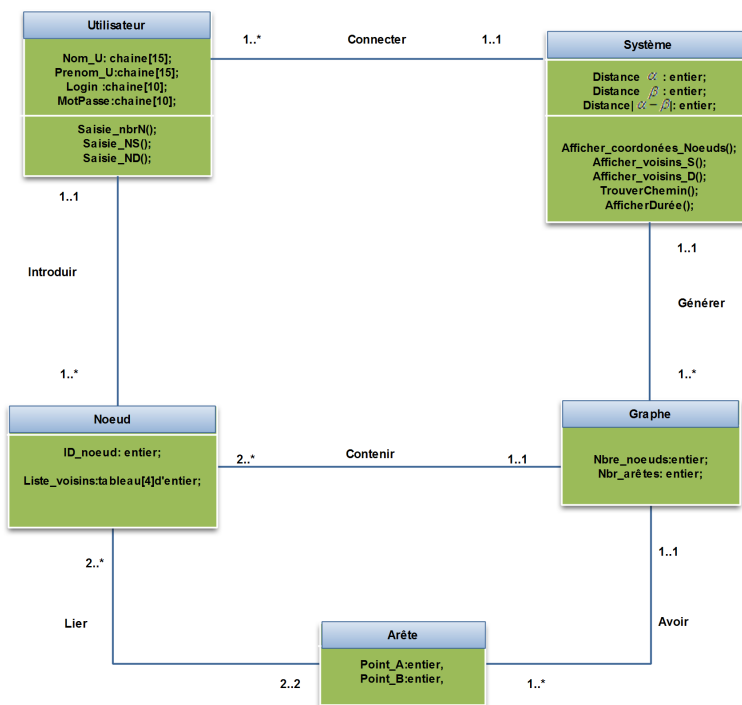 Utilisateur
Nom_U: chaine[15];
Prenom_U:chaine[15];
Login :chaine[10];
MotPasse:chaine[10];
Saisie_nbrN();
Saisie_NS();
Saisie_ND();
1..*
Connecter
1..1
Système
Distance α : entier;
Distance β : entier;
Distance|α − β|: entier;
Afficher_coordonées_Noeuds();
Afficher_voisins_S();
Afficher_voisins_D();
TrouverChemin();
AfficherDurée();
1..1
Introduir
1..*
1..1
Générer
1..*
Noeud
ID_noeud: entier;
Liste_voisins:tableau[4]d'entier;
2..*
Contenir
1..1
Graphe
Nbre_noeuds:entier;
Nbr_arêtes: entier;
2..*
Lier
2..2
1..1
Avoir
1..*
Arête
Point_A:entier,
Point_B:entier,